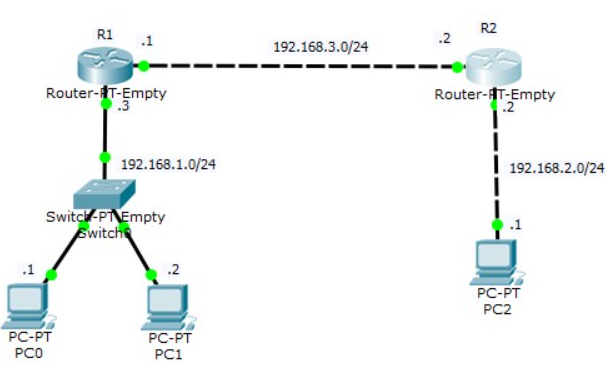 R1
.1
192.168.3.0/24
.2
R2
Router-PT-Empty
.3
Router-PT-Empty
.2
192.168.1.0/24
192.168.2.0/24
Switch-PT-Empty
Switch0
.1
.2
.1
PC-PT
PC0
PC-PT
PC1
PC-PT
PC2